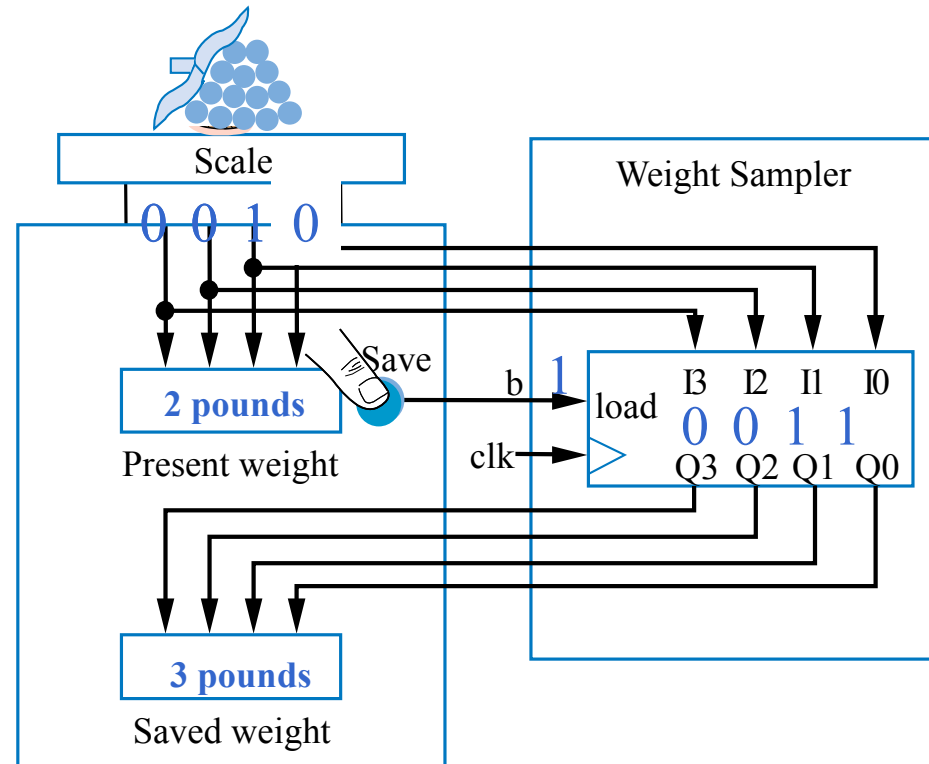 Scale
Weight Sampler
0 0 1 0
Save
b 1
load
I3 I2 I1 I0
0 0 1 1
Q3 Q2 Q1 Q0
2 pounds
Present weight
clk
3 pounds
Saved weight